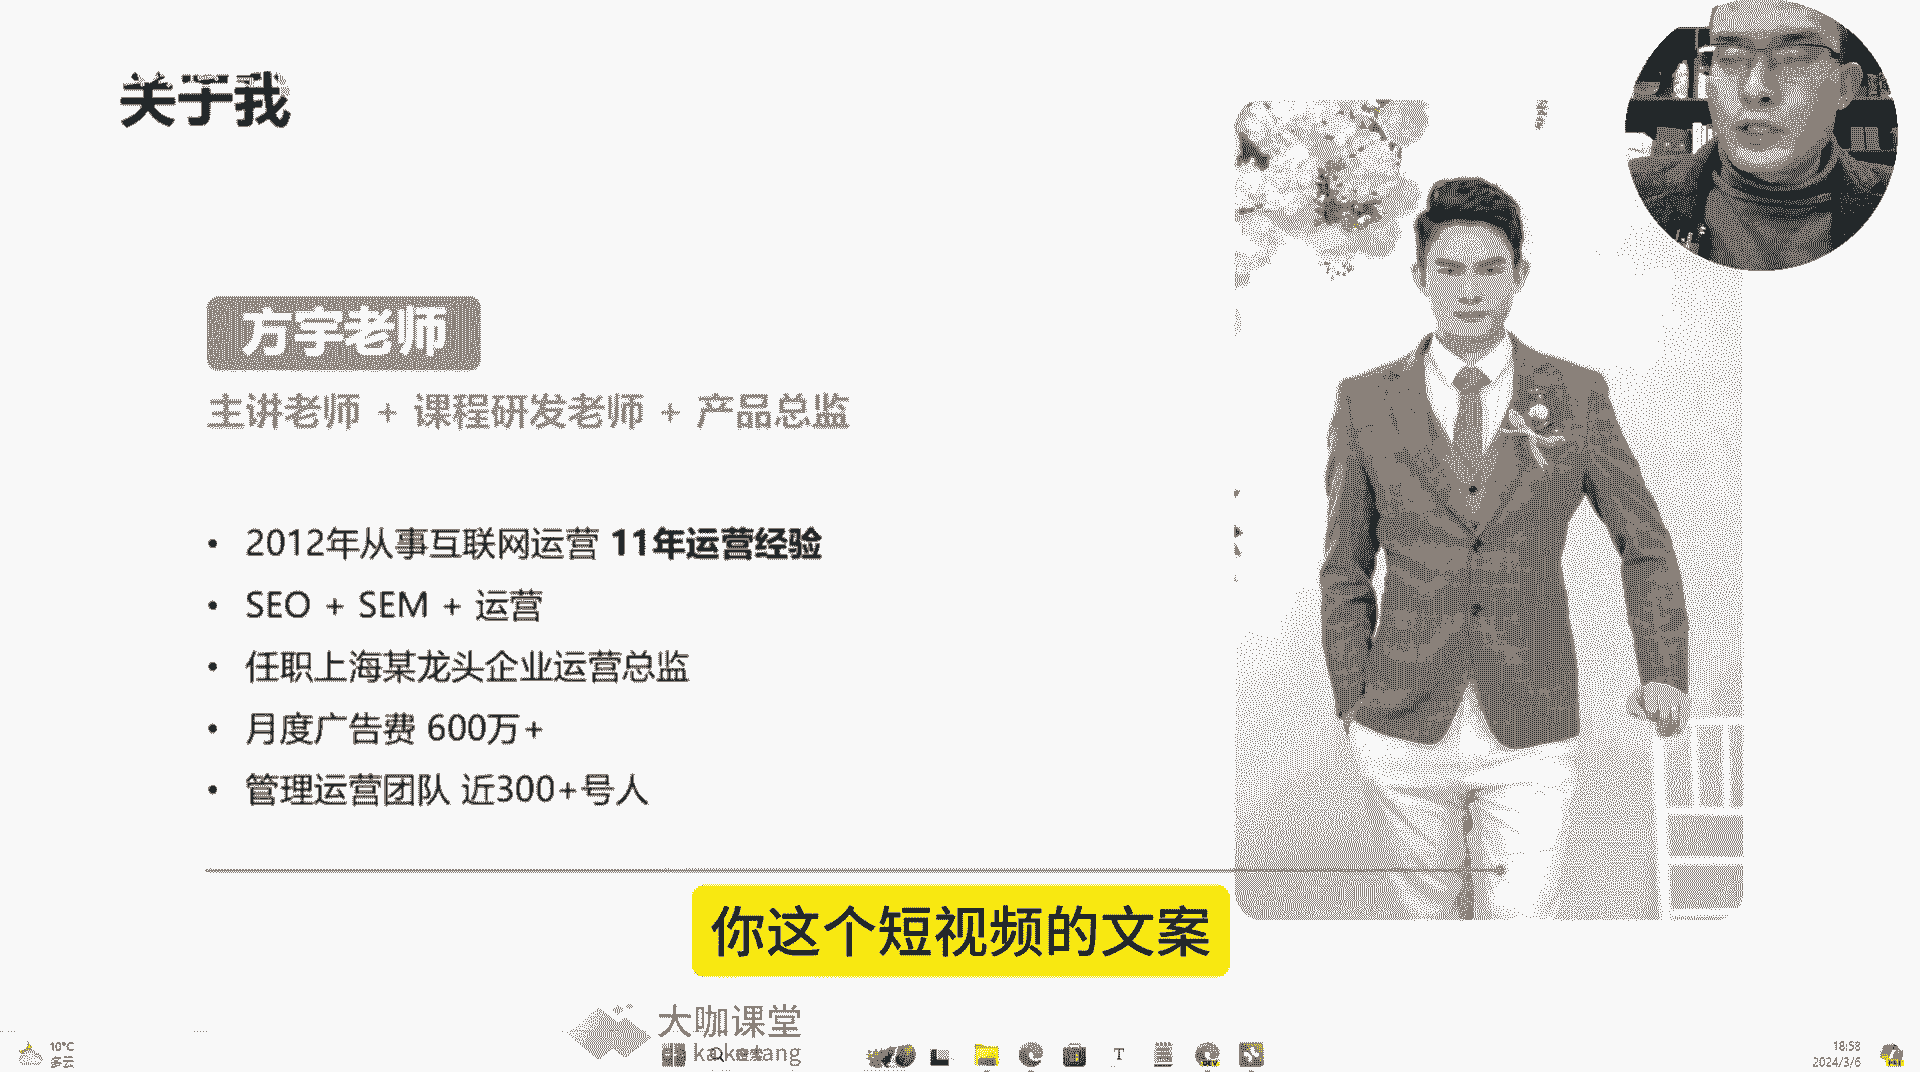 关于我
方宇老师
主讲老师 + 课程研发老师 + 产品总监
• 2012年从事互联网运营 11年运营经验
• SEO + SEM + 运营
• 任职上海某龙头企业运营总监
• 月度广告费 600万+
• 管理运营团队 近300+号人
你这个短视频的文案
大咖课堂
10°C
多云
18:58
2024/3/6